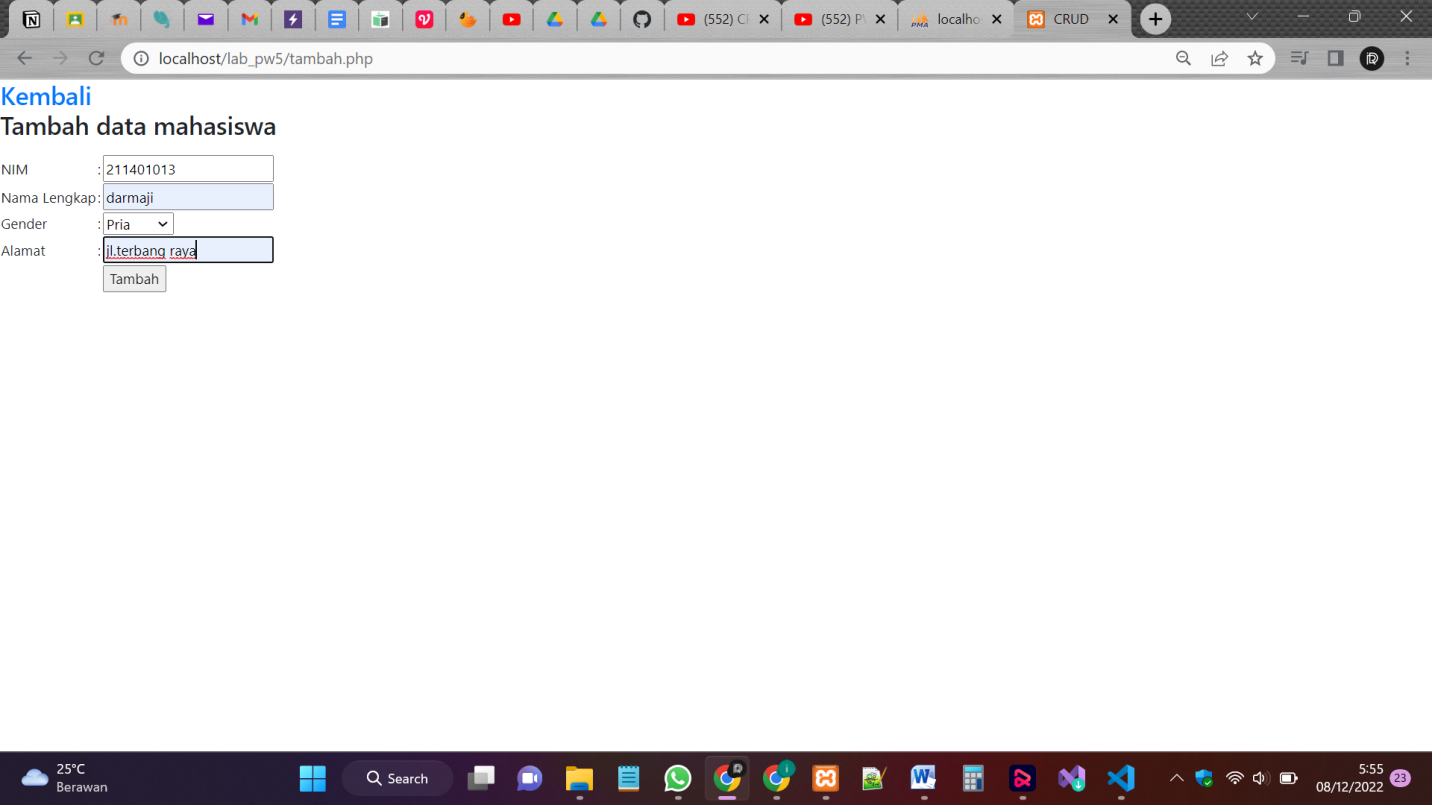 (552) C
(552) P
localho
CRUD
localhost/lab_pw5/tambah.php
Kembali
Tambah data mahasiswa
NIM : 211401013
Nama Lengkap : darmaji
Gender : Pria
Alamat : jl.terbang raya
Tambah
25°C
Berawan
Search
5:55
08/12/2022
23